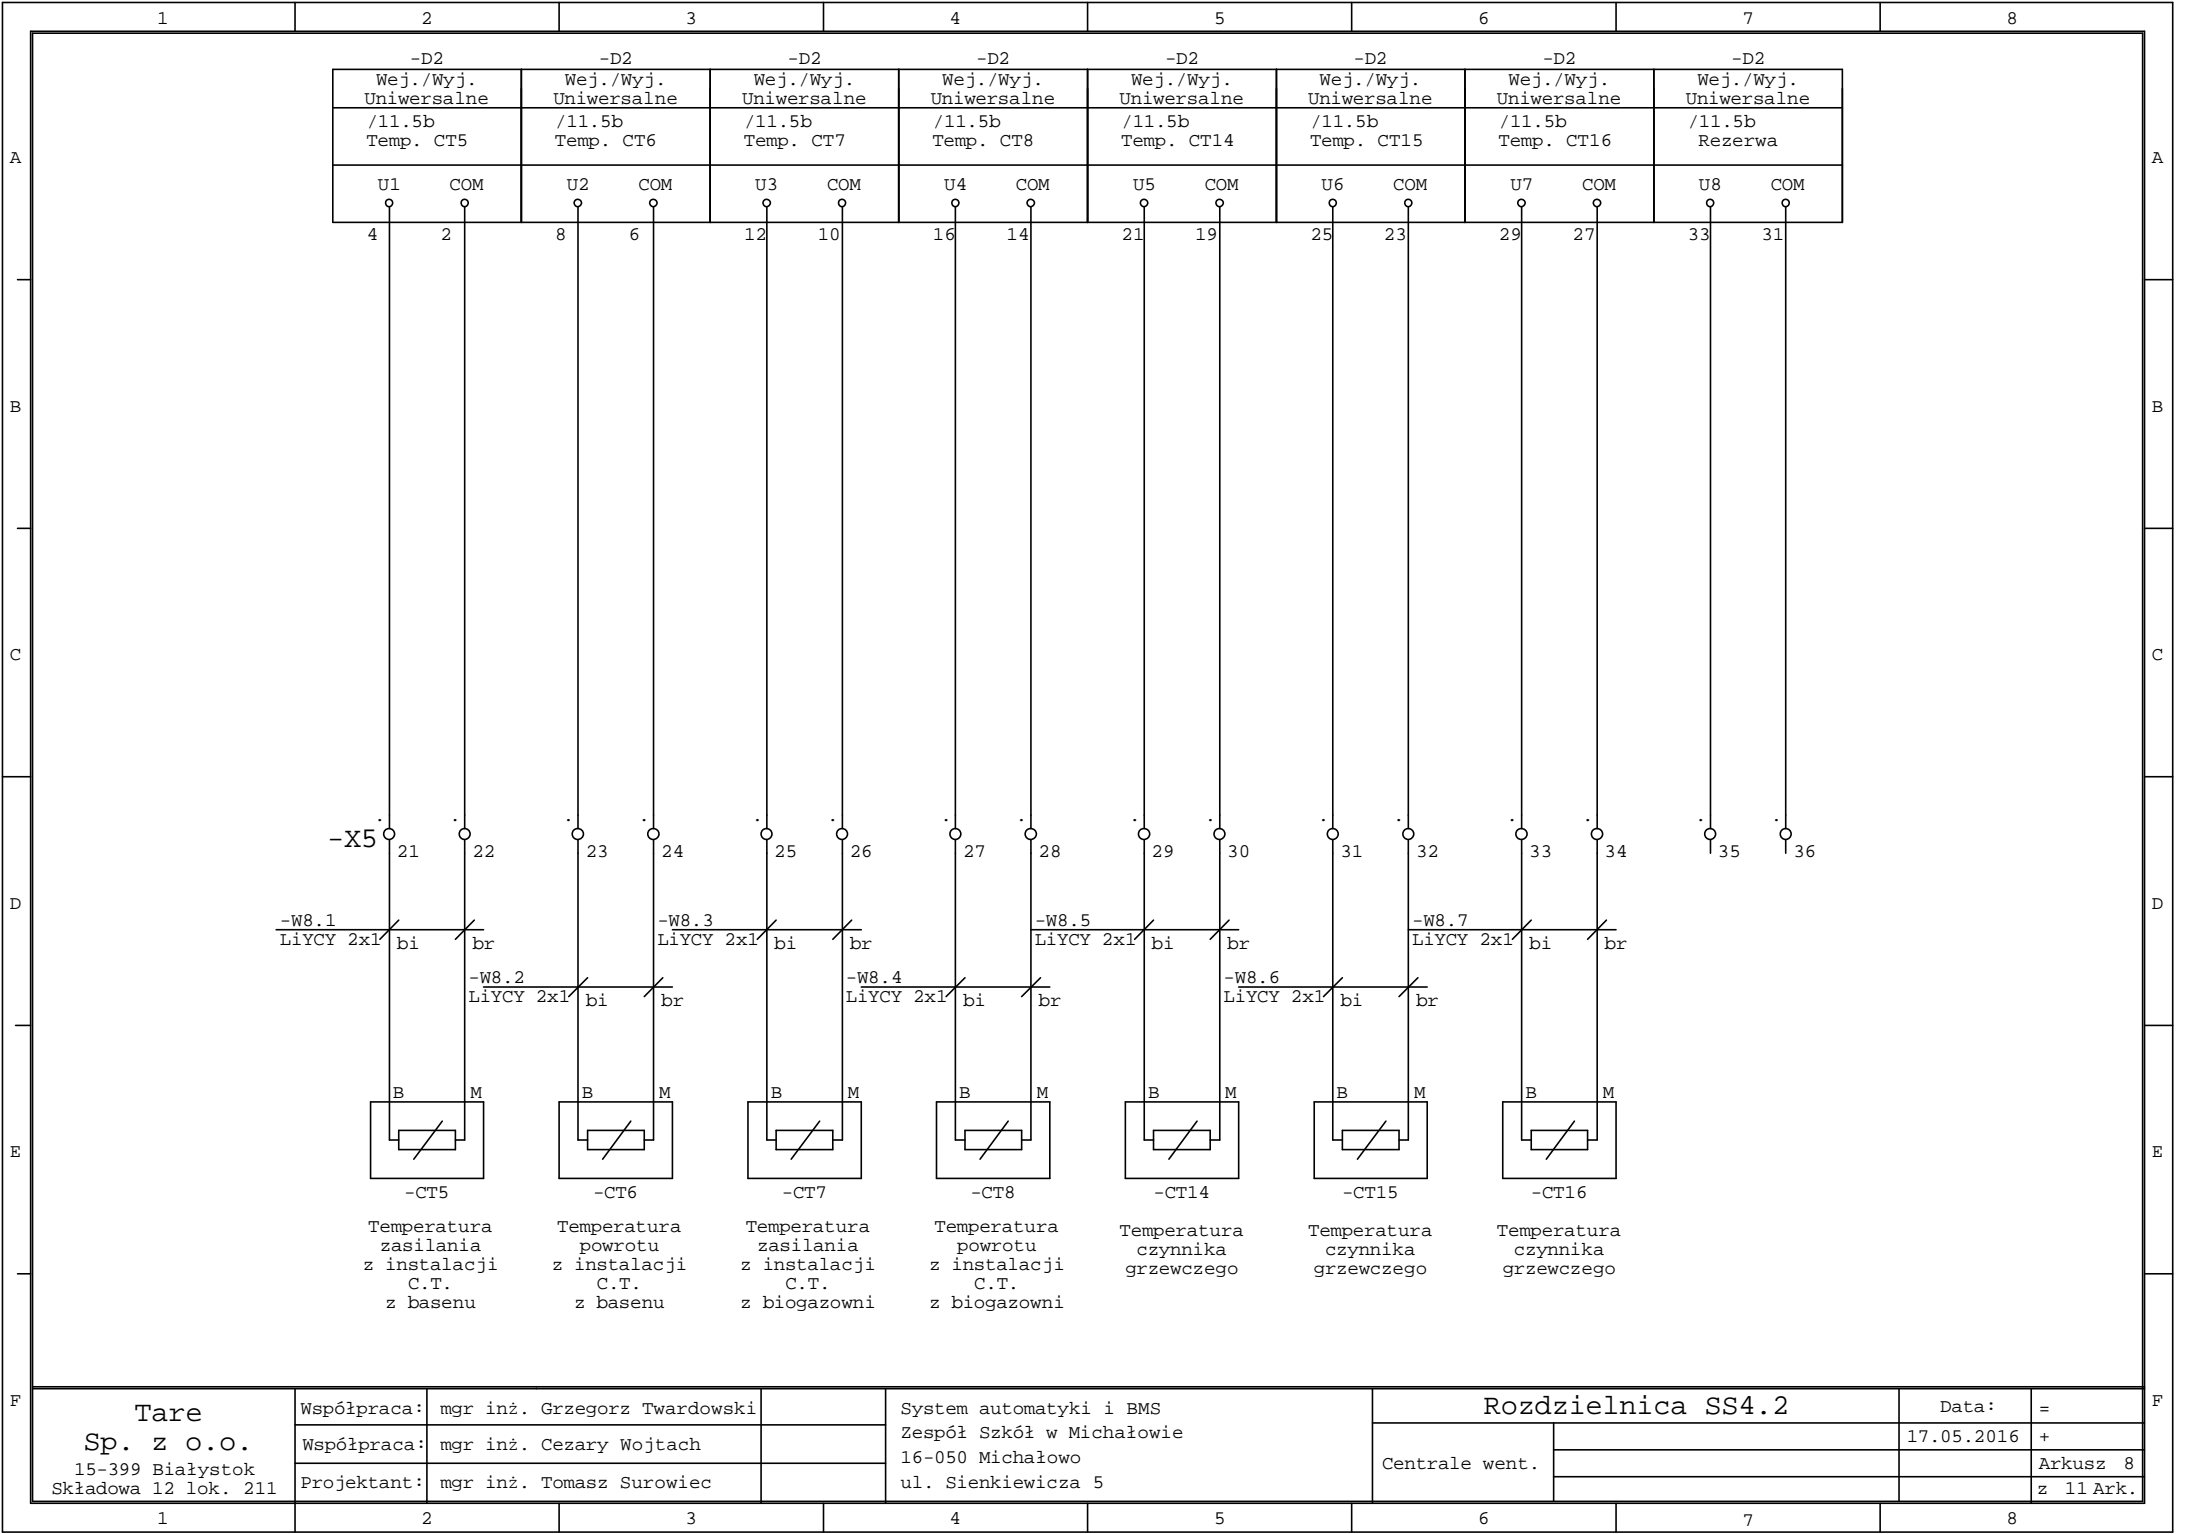 1 2 3 4 5 6 7 8
-D2 -D2 -D2 -D2 -D2 -D2 -D2 -D2
Wej./Wyj. Wej./Wyj. Wej./Wyj. Wej./Wyj. Wej./Wyj. Wej./Wyj. Wej./Wyj. Wej./Wyj.
Uniwersalne Uniwersalne Uniwersalne Uniwersalne Uniwersalne Uniwersalne Uniwersalne Uniwersalne
/11.5b /11.5b /11.5b /11.5b /11.5b /11.5b /11.5b /11.5b
Temp. CT5 Temp. CT6 Temp. CT7 Temp. CT8 Temp. CT14 Temp. CT15 Temp. CT16 Rezerwa
A A
U1 COM U2 COM U3 COM U4 COM U5 COM U6 COM U7 COM U8 COM
4 2 8 6 12 10 16 14 21 19 25 23 29 27 33 31
B B
C C
-X5
21 22 23 24 25 26 27 28 29 30 31 32 33 34 35 36
D D
-W8.1 -W8.3 -W8.5 -W8.7
LiYCY 2x1 bi br LiYCY 2x1 bi br LiYCY 2x1 bi br LiYCY 2x1 bi br
-W8.2 -W8.4 -W8.6
LiYCY 2x1 bi br LiYCY 2x1 bi br LiYCY 2x1 bi br
B M B M B M B M B M B M B M
E E
-CT5 -CT6 -CT7 -CT8 -CT14 -CT15 -CT16
Temperatura Temperatura Temperatura Temperatura Temperatura Temperatura Temperatura
zasilania powrotu zasilania powrotu czynnika czynnika czynnika
z instalacji z instalacji z instalacji z instalacji grzewczego grzewczego grzewczego
C.T. C.T. C.T. C.T.
z basenu z basenu z biogazowni z biogazowni
F F
Tare
Sp. z o.o.
15-399 Białystok
Składowa 12 lok. 211
Współpraca: mgr inż. Grzegorz Twardowski
Współpraca: mgr inż. Cezary Wojtach
Projektant: mgr inż. Tomasz Surowiec
System automatyki i BMS
Zespół Szkół w Michałowie
16-050 Michałowo
ul. Sienkiewicza 5
Rozdzielnica SS4.2
Centrale went.
Data:
17.05.2016
=
+
Arkusz 8
z 11 Ark.
1 2 3 4 5 6 7 8